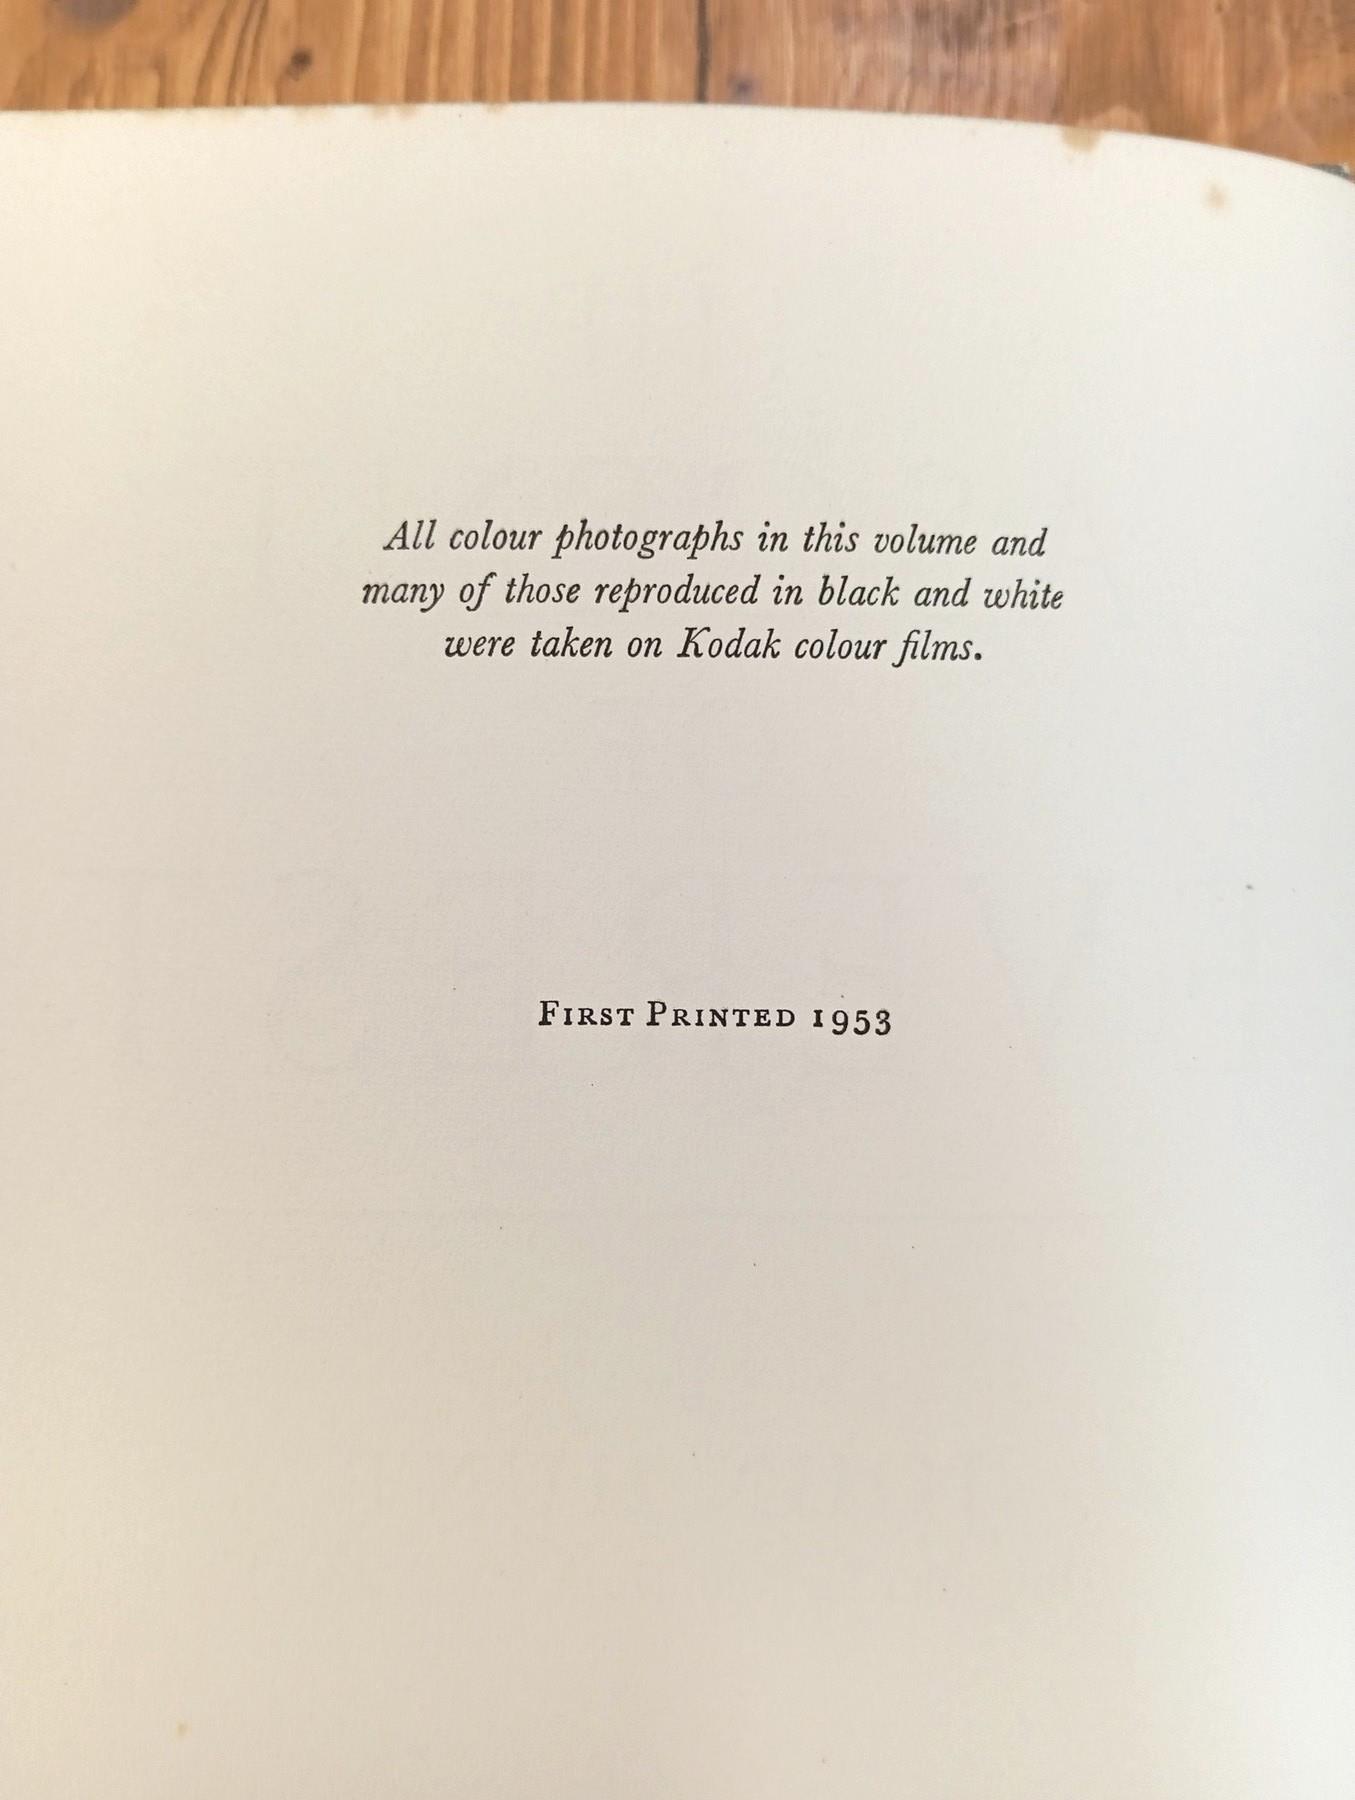 All colour photographs in this volume and
many of those reproduced in black and white
were taken on Kodak colour films.
First Printed 1953